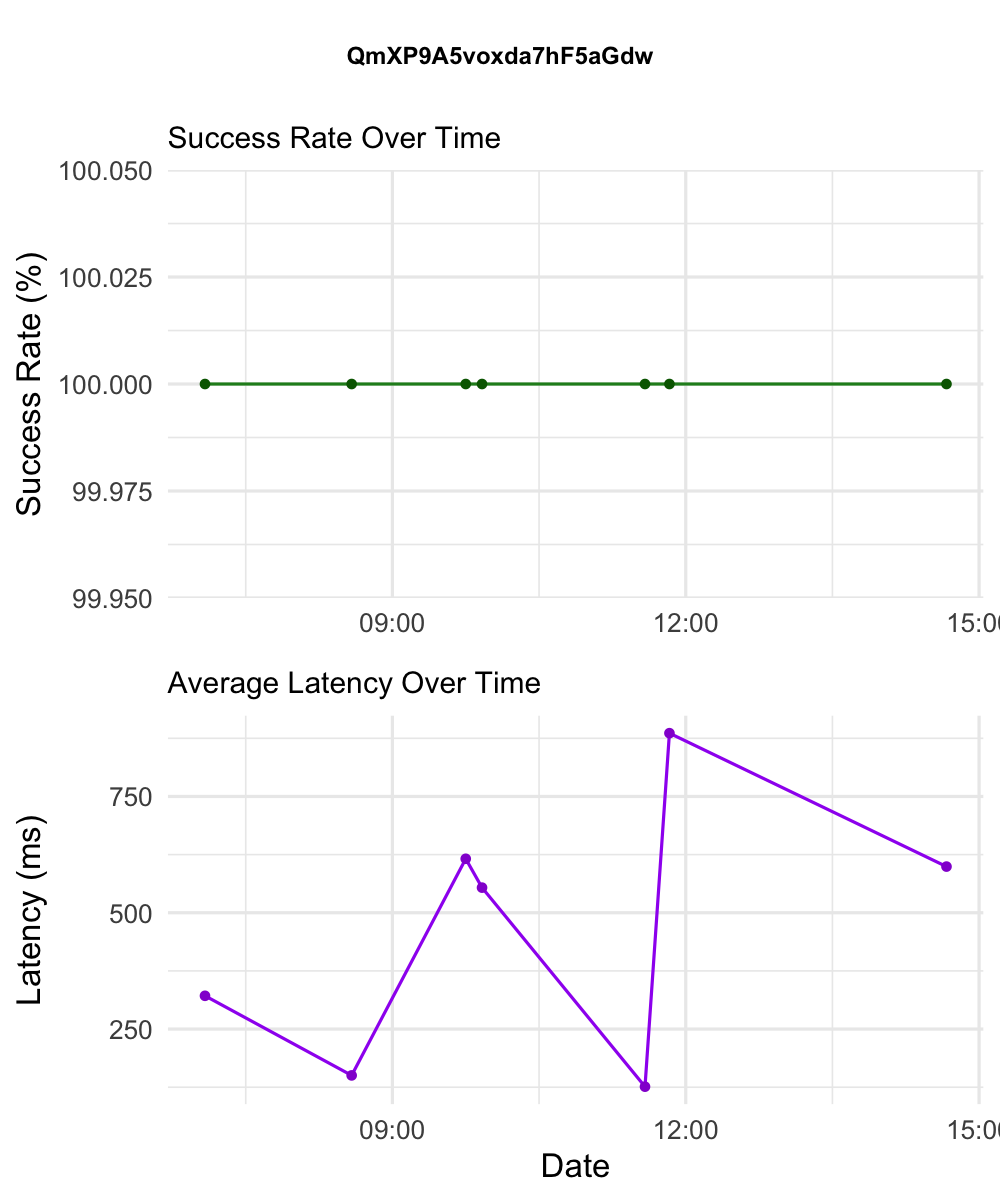 QmXP9A5voxda7hF5aGdw
Success Rate Over Time
Success Rate (%)
100.050
100.025
100.000
99.975
99.950
09:00 12:00 15:00
Average Latency Over Time
Latency (ms)
750
500
250
09:00 12:00 15:00
Date